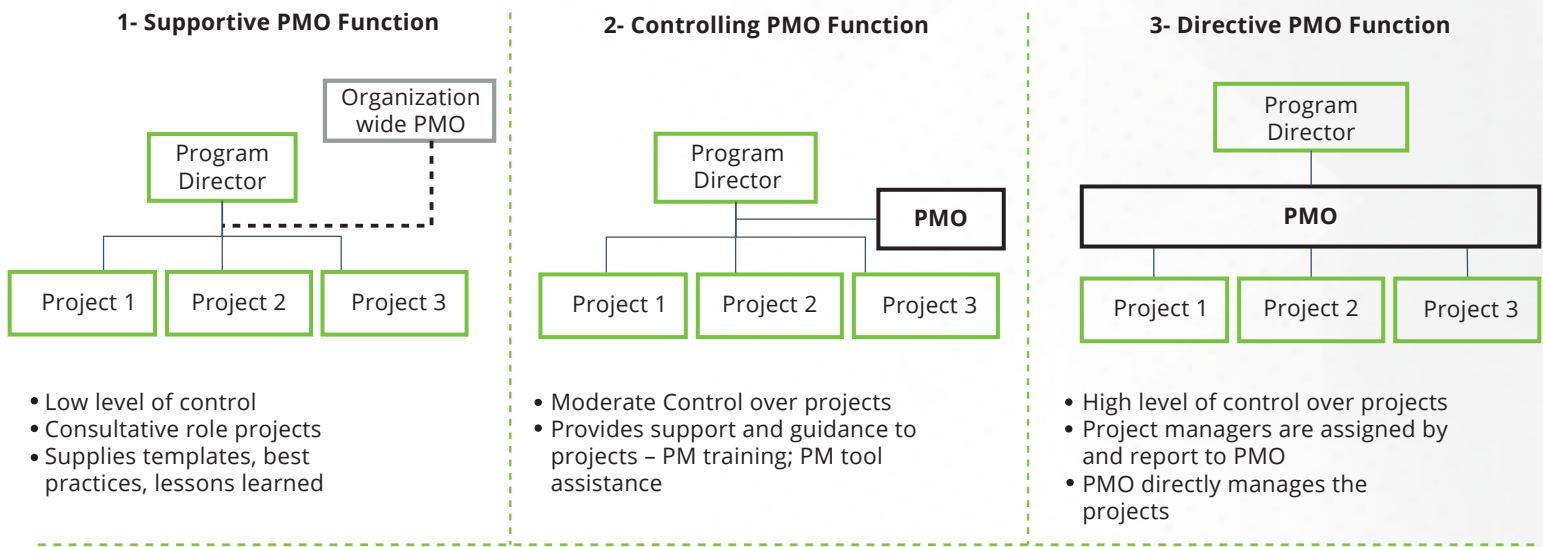 1- Supportive PMO Function
Organization
wide PMO
Program
Director
Project 1
Project 2
Project 3
• Low level of control
• Consultative role projects
• Supplies templates, best
practices, lessons learned
2- Controlling PMO Function
Program
Director
PMO
Project 1
Project 2
Project 3
• Moderate Control over projects
• Provides support and guidance to
projects – PM training; PM tool
assistance
3- Directive PMO Function
Program
Director
PMO
Project 1
Project 2
Project 3
• High level of control over projects
• Project managers are assigned by
and report to PMO
• PMO directly manages the
projects